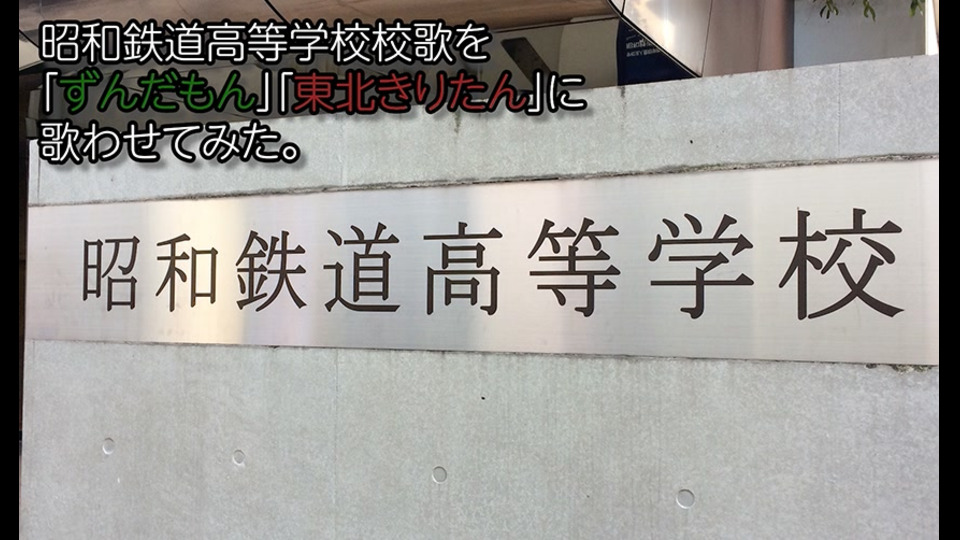 昭和鉄道高等学校校歌を
「ずんだもん」「東北きりたん」に
歌わせてみた。
昭和鉄道高等学校